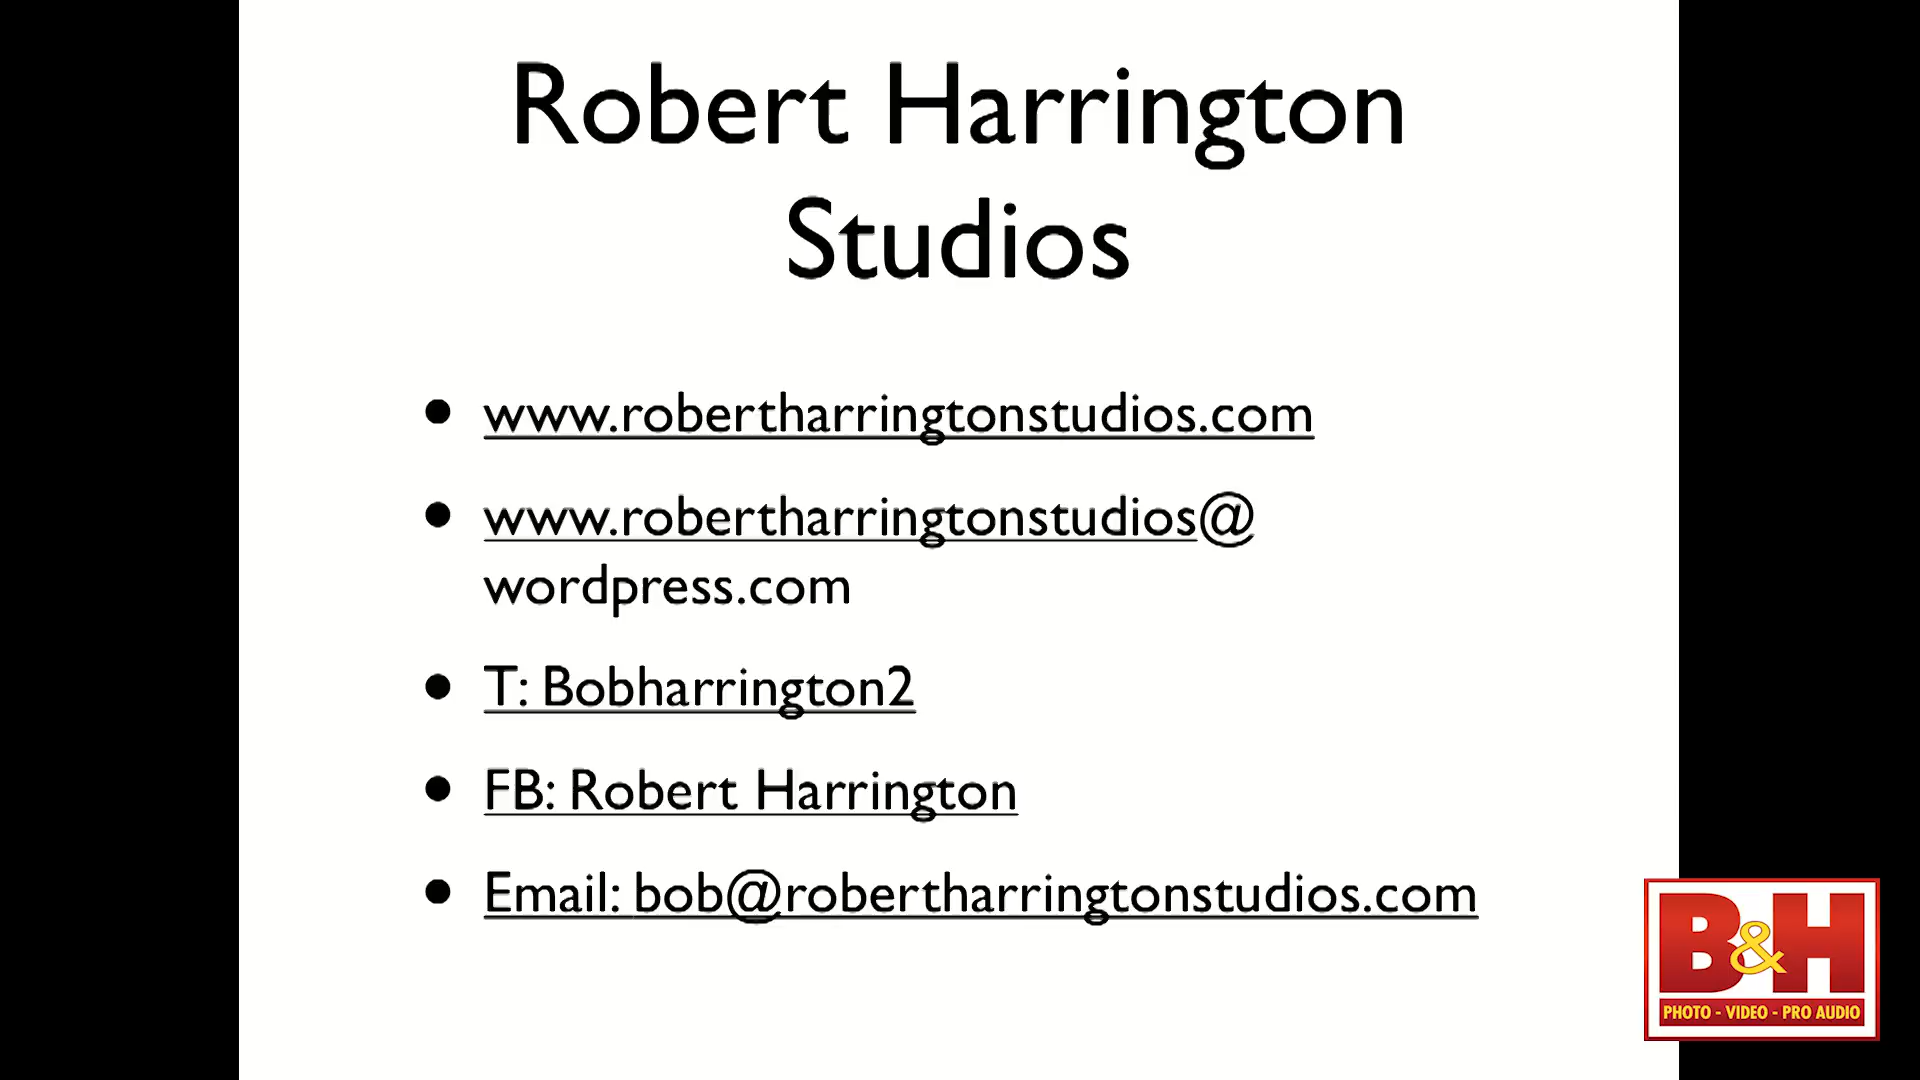 Robert Harrington
Studios
• www.robertharringtonstudios.com
• www.robertharringtonstudios@
wordpress.com
• T: Bobharrington2
• FB: Robert Harrington
• Email: bob@robertharringtonstudios.com
B&H
PHOTO - VIDEO - PRO AUDIO